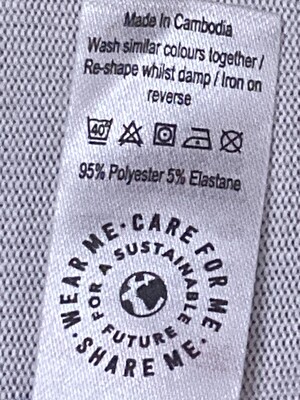 Made In Cambodia
Wash similar colours together /
Re-shape whilst damp / Iron on
reverse
40
95% Polyester 5% Elastane
WEAR ME · CARE FOR ME · SHARE ME ·
FOR A SUSTAINABLE FUTURE